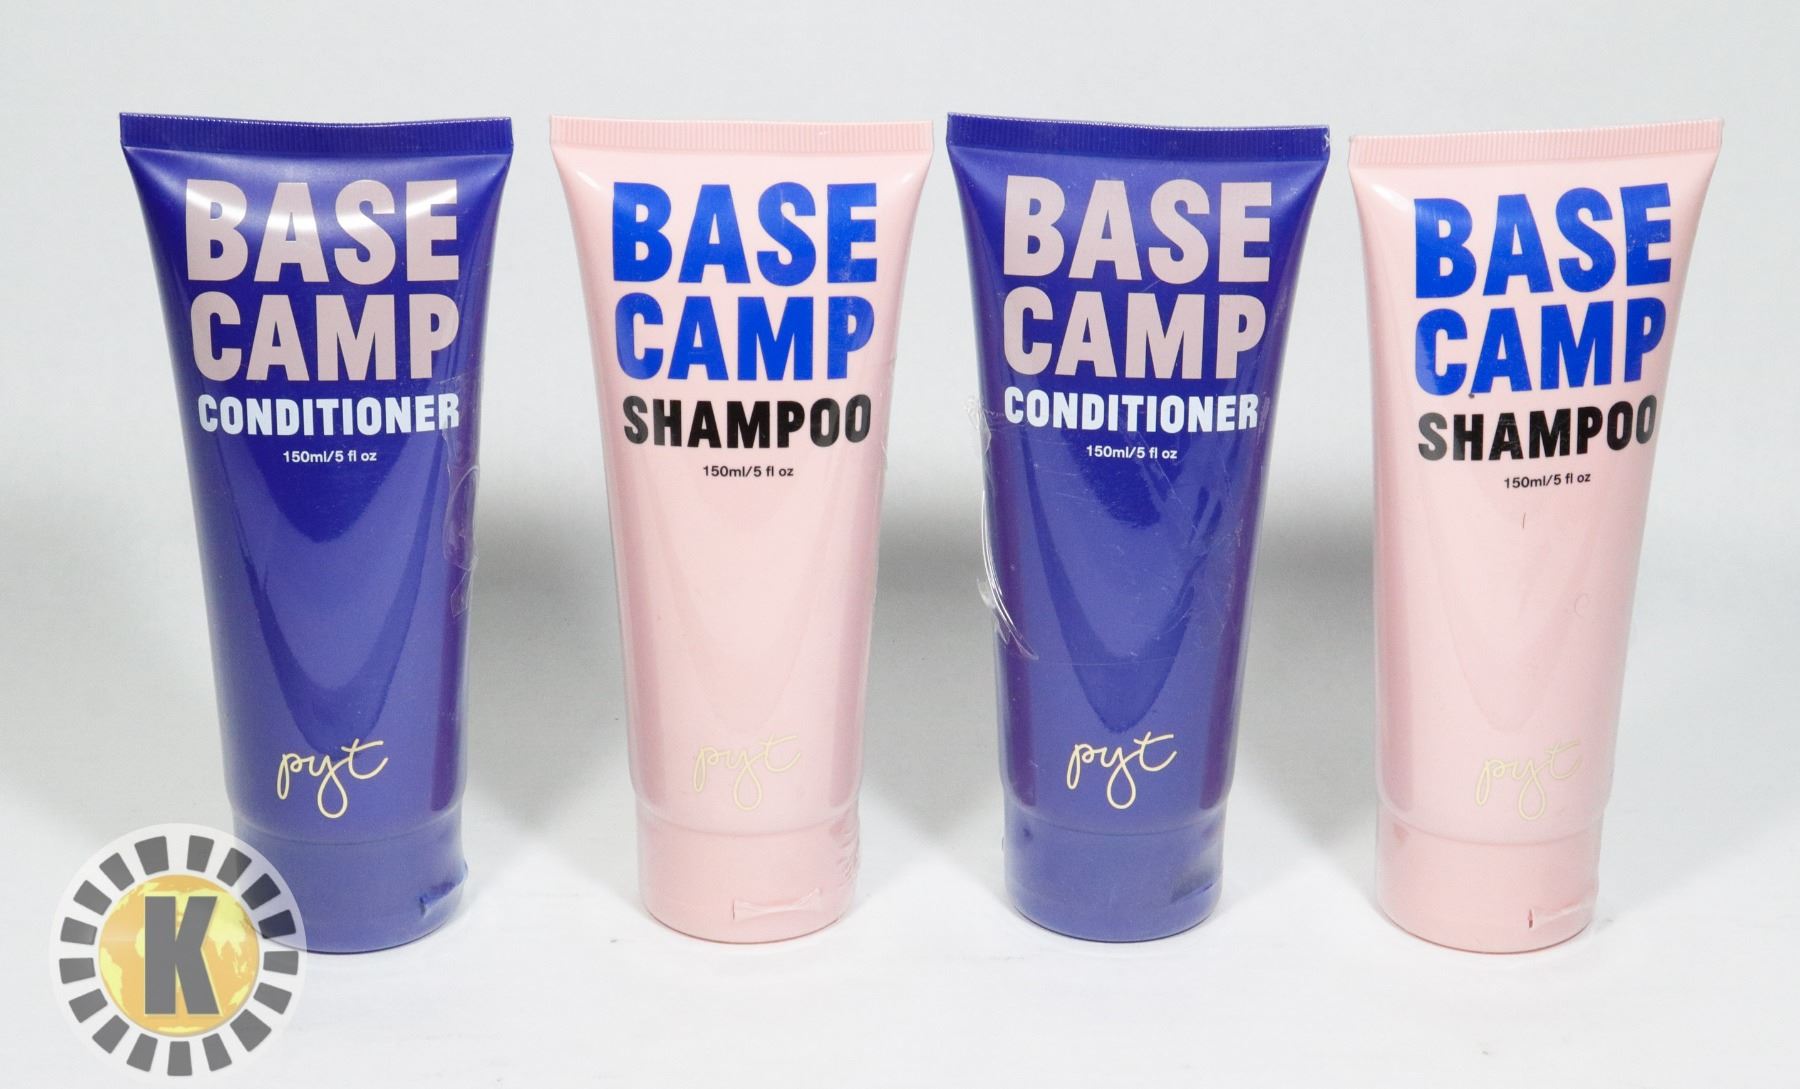 BASE
CAMP
CONDITIONER
150ml/5 fl oz
pyt
BASE
CAMP
SHAMPOO
150ml/5 fl oz
pyt
BASE
CAMP
CONDITIONER
150ml/5 fl oz
pyt
BASE
CAMP
SHAMPOO
150ml/5 fl oz
pyt
K